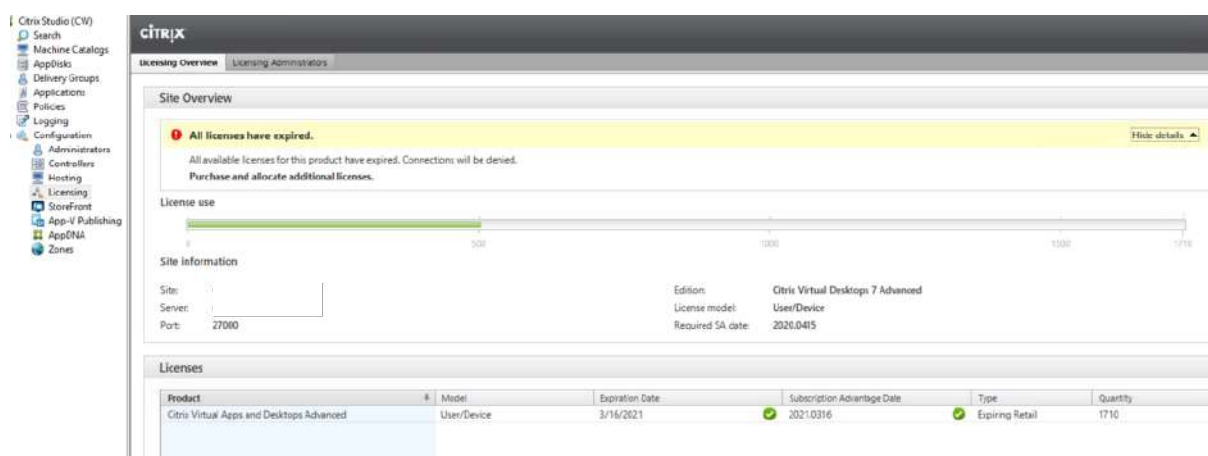 Citrix Studio (CW)
Search
Machine Catalogs
AppDisks
Delivery Groups
Applications
Policies
Logging
Configuration
Administrators
Controllers
Hosting
Licensing
StoreFront
App-V Publishing
AppDNA
Zones
CİTRIX
Licensing Overview Licensing Administrators
Site Overview
All licenses have expired. Hide details
All available licenses for this product have expired. Connections will be denied.
Purchase and allocate additional licenses.
License use
0 500 1000 1500 1710
Site information
Site: Edition: Citrix Virtual Desktops 7 Advanced
Server: License model: User/Device
Port: 27000 Required SA date: 2020.0415
Licenses
Product Model Expiration Date Subscription Advantage Date Type Quantity
Citrix Virtual Apps and Desktops Advanced User/Device 3/16/2021 2021.0316 Expiring Retail 1710